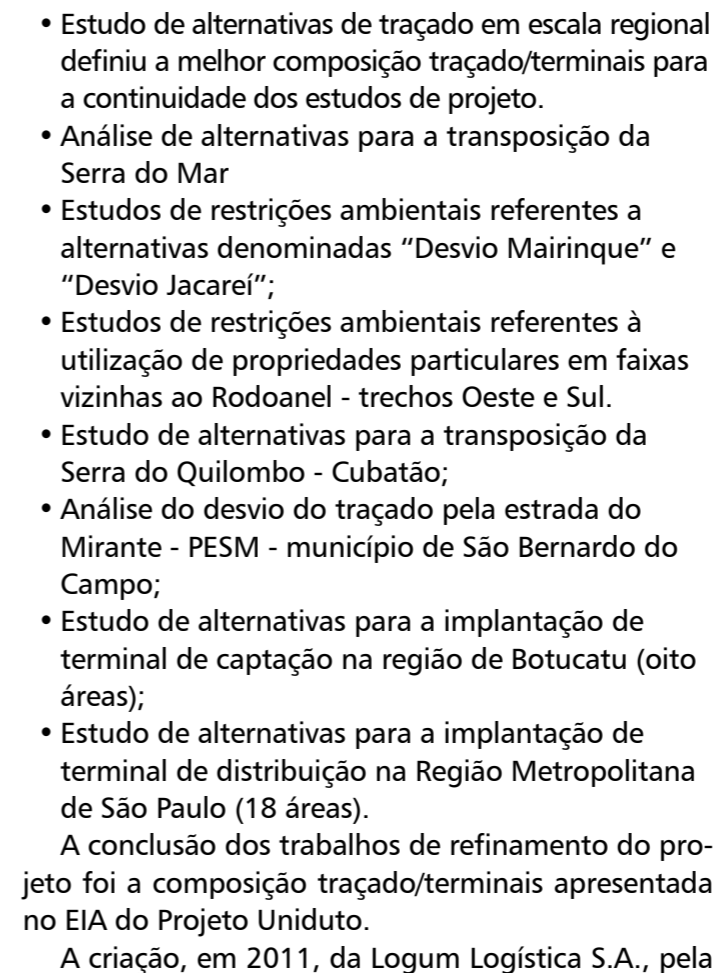 • Estudo de alternativas de traçado em escala regional
definiu a melhor composição traçado/terminais para
a continuidade dos estudos de projeto.
• Análise de alternativas para a transposição da
Serra do Mar
• Estudos de restrições ambientais referentes a
alternativas denominadas “Desvio Mairinque” e
“Desvio Jacareí”;
• Estudos de restrições ambientais referentes à
utilização de propriedades particulares em faixas
vizinhas ao Rodoanel - trechos Oeste e Sul.
• Estudo de alternativas para a transposição da
Serra do Quilombo - Cubatão;
• Análise do desvio do traçado pela estrada do
Mirante - PESM - município de São Bernardo do
Campo;
• Estudo de alternativas para a implantação de
terminal de captação na região de Botucatu (oito
áreas);
• Estudo de alternativas para a implantação de
terminal de distribuição na Região Metropolitana
de São Paulo (18 áreas).
A conclusão dos trabalhos de refinamento do pro-
jeto foi a composição traçado/terminais apresentada
no EIA do Projeto Uniduto.
A criação, em 2011, da Logum Logística S.A., pela